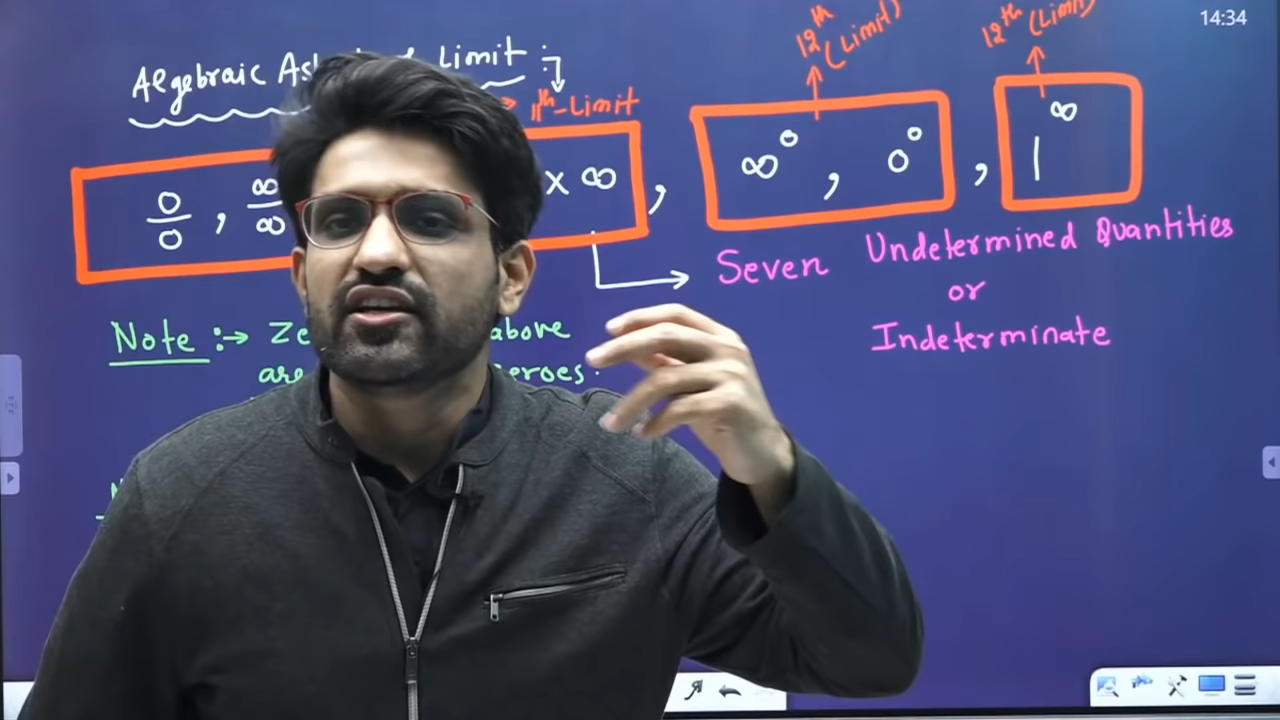 14:34
12th (Limit)
12th (Limit)
Algebraic Limit :
11th-Limit
0/0 , ∞/∞ x ∞ , ∞⁰ , 0⁰ , 1^∞
Seven Undetermined Quantities
or
Indeterminate
Note :→ above
are